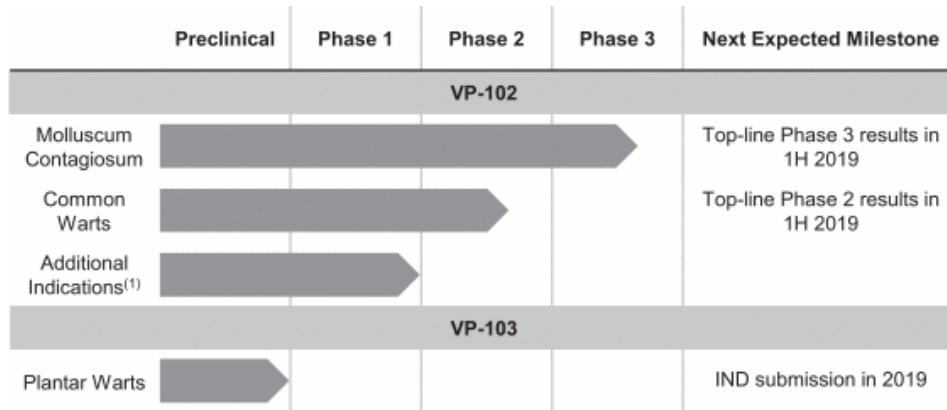 Preclinical Phase 1 Phase 2 Phase 3 Next Expected Milestone
VP-102
Molluscum
Contagiosum
Top-line Phase 3 results in
1H 2019
Common
Warts
Top-line Phase 2 results in
1H 2019
Additional
Indications(1)
VP-103
Plantar Warts IND submission in 2019